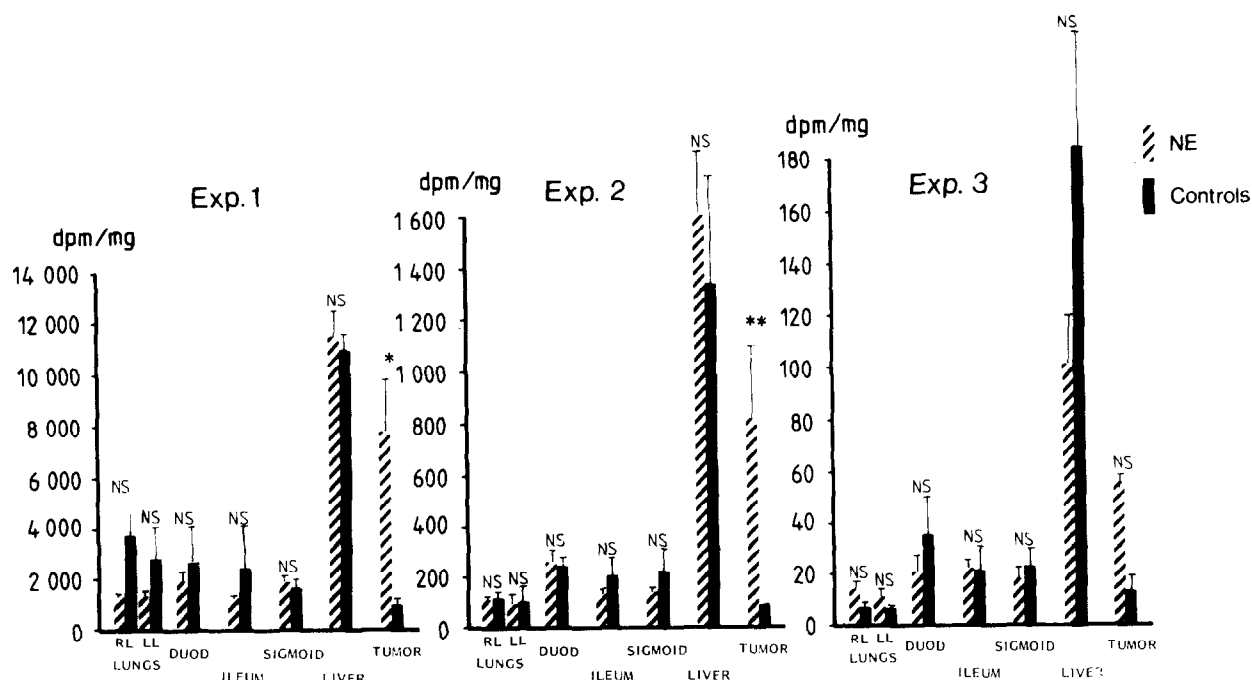 Exp. 1
dpm/mg
14 000
12 000
10 000
8 000
6 000
4 000
2 000
0
NS
NS
NS
NS
NS
NS
*
RL LL
LUNGS
DUOD
ILEUM
SIGMOID
LIVER
TUMOR
Exp. 2
dpm/mg
1 600
1 400
1 200
1 000
800
600
400
200
0
NS
NS
NS
NS
NS
NS
**
RL LL
LUNGS
DUOD
ILEUM
SIGMOID
LIVER
TUMOR
Exp. 3
dpm/mg
180
160
140
120
100
80
60
40
20
0
NS
NS
NS
NS
NS
NS
NS
RL LL
LUNGS
DUOD
ILEUM
SIGMOID
LIVER
TUMOR
NE
Controls